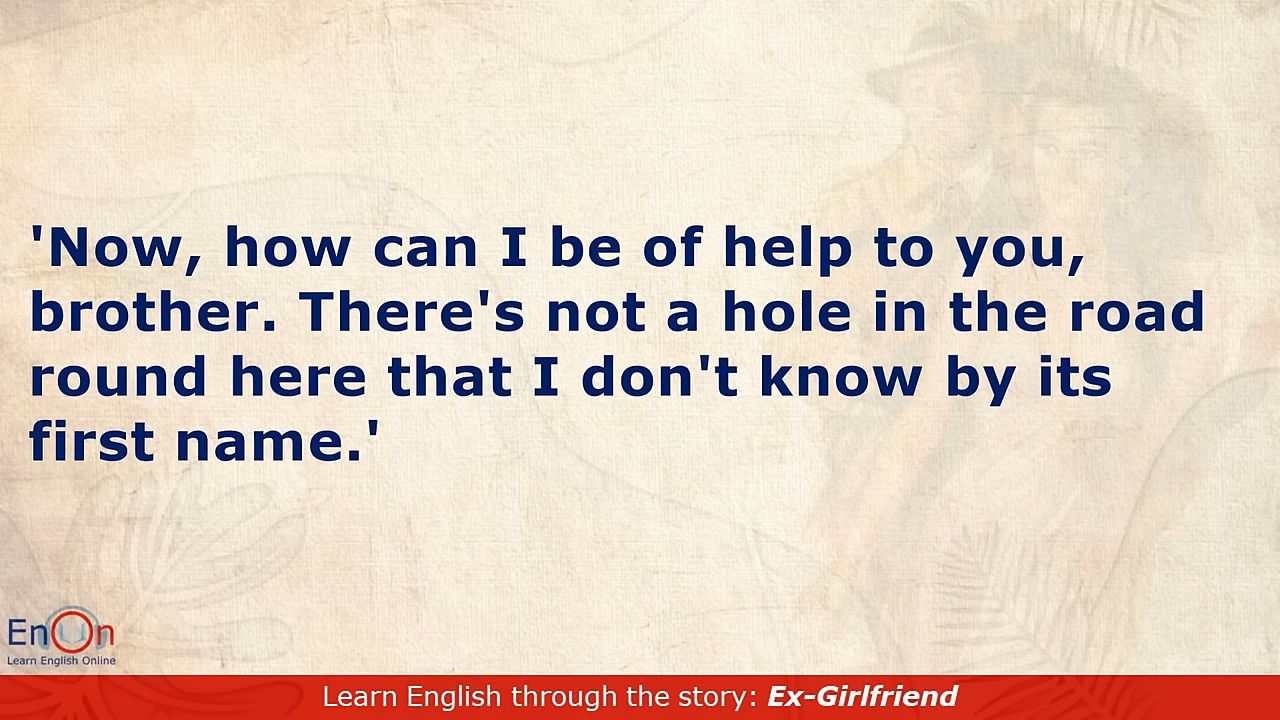 'Now, how can I be of help to you,
brother. There's not a hole in the road
round here that I don't know by its
first name.'
EnOn
Learn English Online
Learn English through the story: Ex-Girlfriend